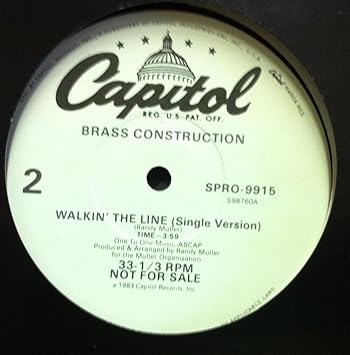 Capitol
REG. U.S. PAT. OFF.
BRASS CONSTRUCTION
2
SPRO-9915
S98760A
WALKIN' THE LINE (Single Version)
(Randy Muller)
TIME—3:59
One To One Music-ASCAP
Produced & Arranged by Randy Muller
for the Muller Organization
33-1/3 RPM
NOT FOR SALE
℗ 1983 Capitol Records, Inc.
APPLICABLE LAWS